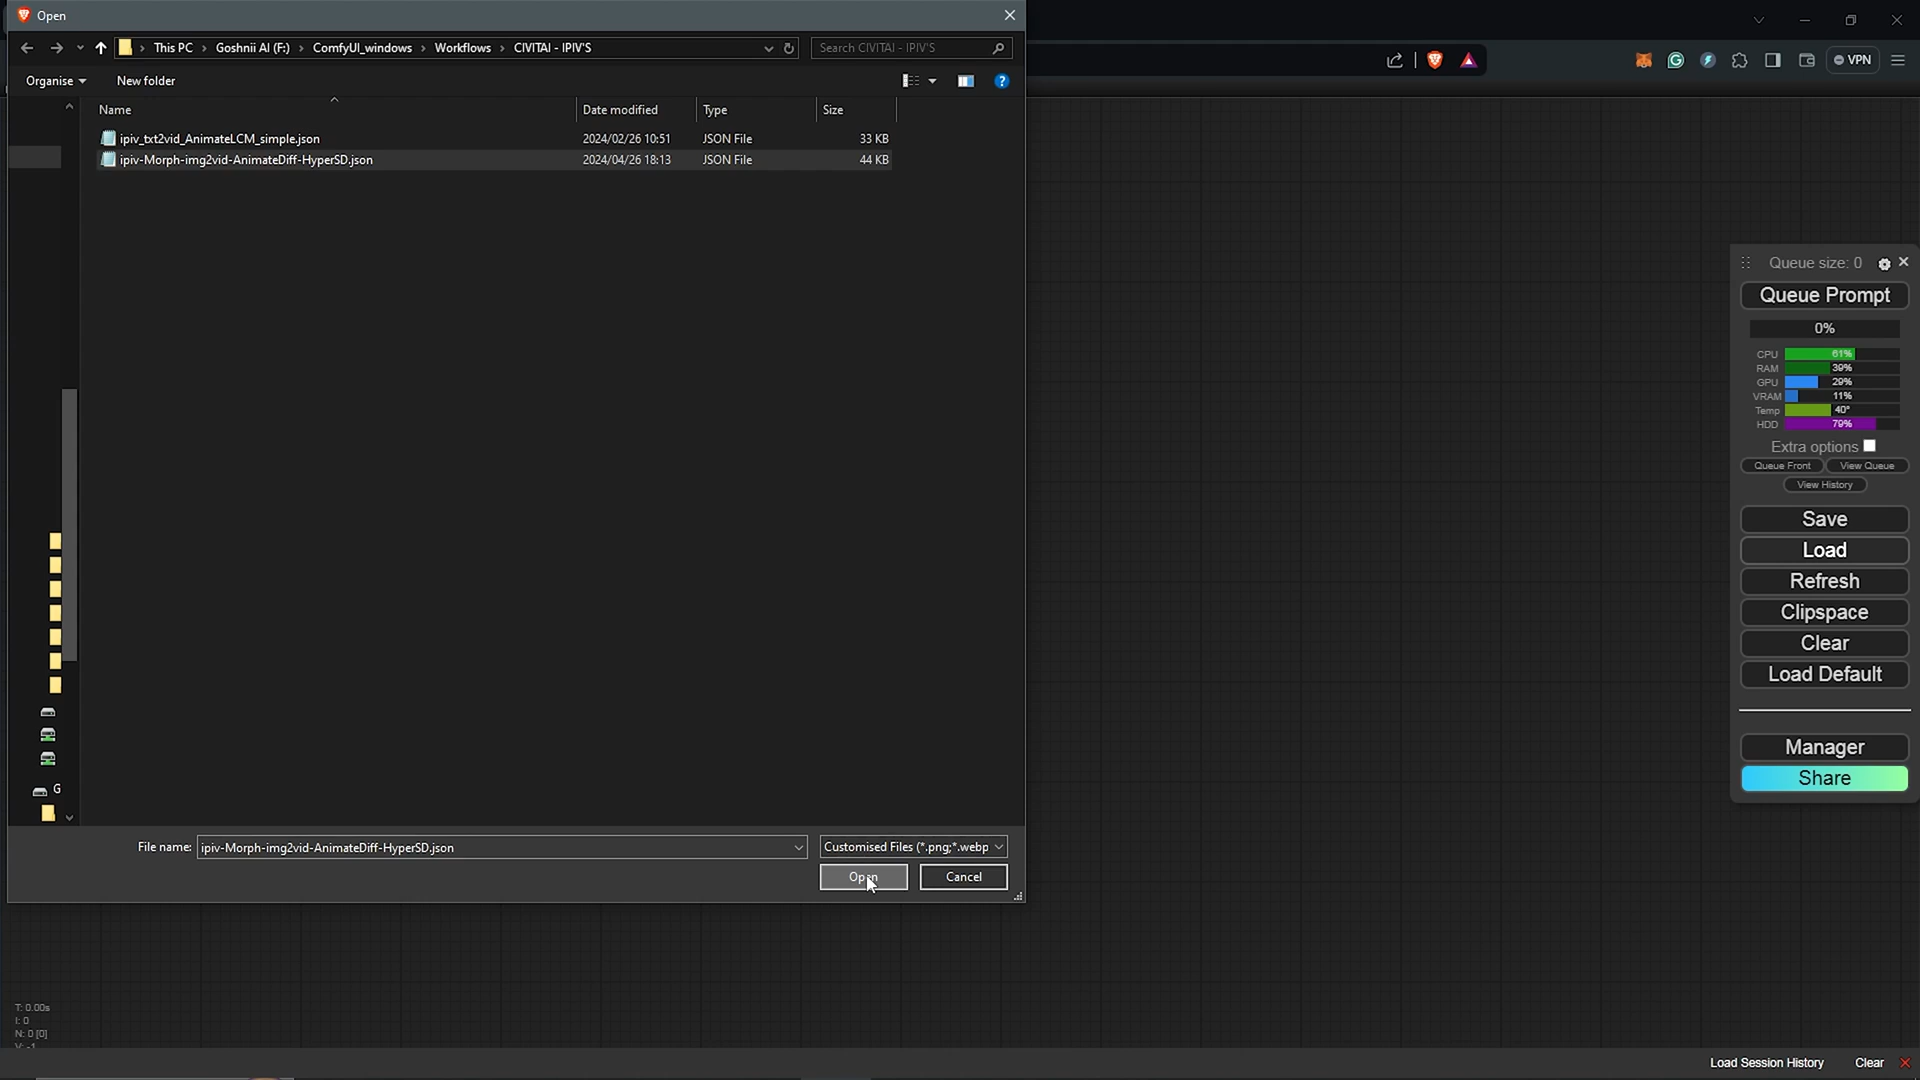 Open
This PC > Goshnii AI (F:) > ComfyUI_windows > Workflows > CIVITAI - IPIV'S
Search CIVITAI - IPIV'S
VPN
Organise
New folder
Name Date modified Type Size
ipiv_txt2vid_AnimateLCM_simple.json 2024/02/26 10:51 JSON File 33 KB
ipiv-Morph-img2vid-AnimateDiff-HyperSD.json 2024/04/26 18:13 JSON File 44 KB
G
File name: ipiv-Morph-img2vid-AnimateDiff-HyperSD.json
Customised Files (*.png;*.webp
Open
Cancel
Queue size: 0
Queue Prompt
0%
CPU 61%
RAM 39%
GPU 29%
VRAM 11%
Temp 40°
HDD 79%
Extra options
Queue Front
View Queue
View History
Save
Load
Refresh
Clipspace
Clear
Load Default
Manager
Share
T: 0.00s
I: 0
N: 0 [0]
V: -1
Load Session History
Clear